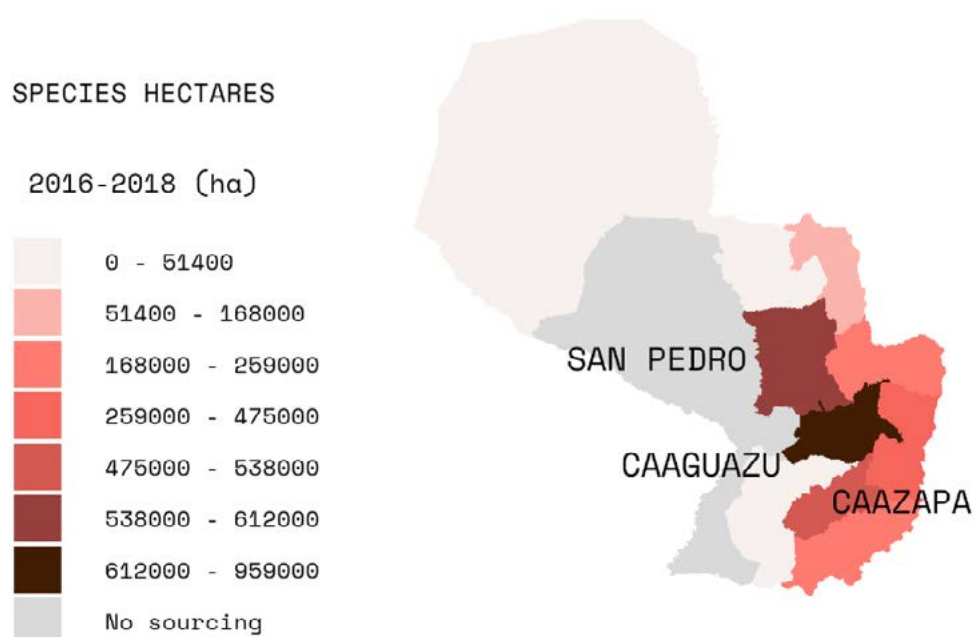 SPECIES HECTARES
2016-2018 (ha)
0 - 51400
51400 - 168000
168000 - 259000
259000 - 475000
475000 - 538000
538000 - 612000
612000 - 959000
No sourcing
SAN PEDRO
CAAGUAZU
CAAZAPA